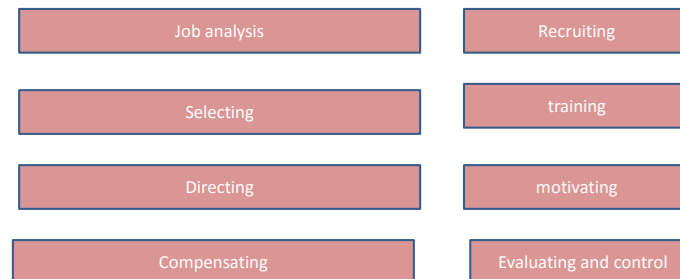 Job analysis
Recruiting
Selecting
training
Directing
motivating
Compensating
Evaluating and control